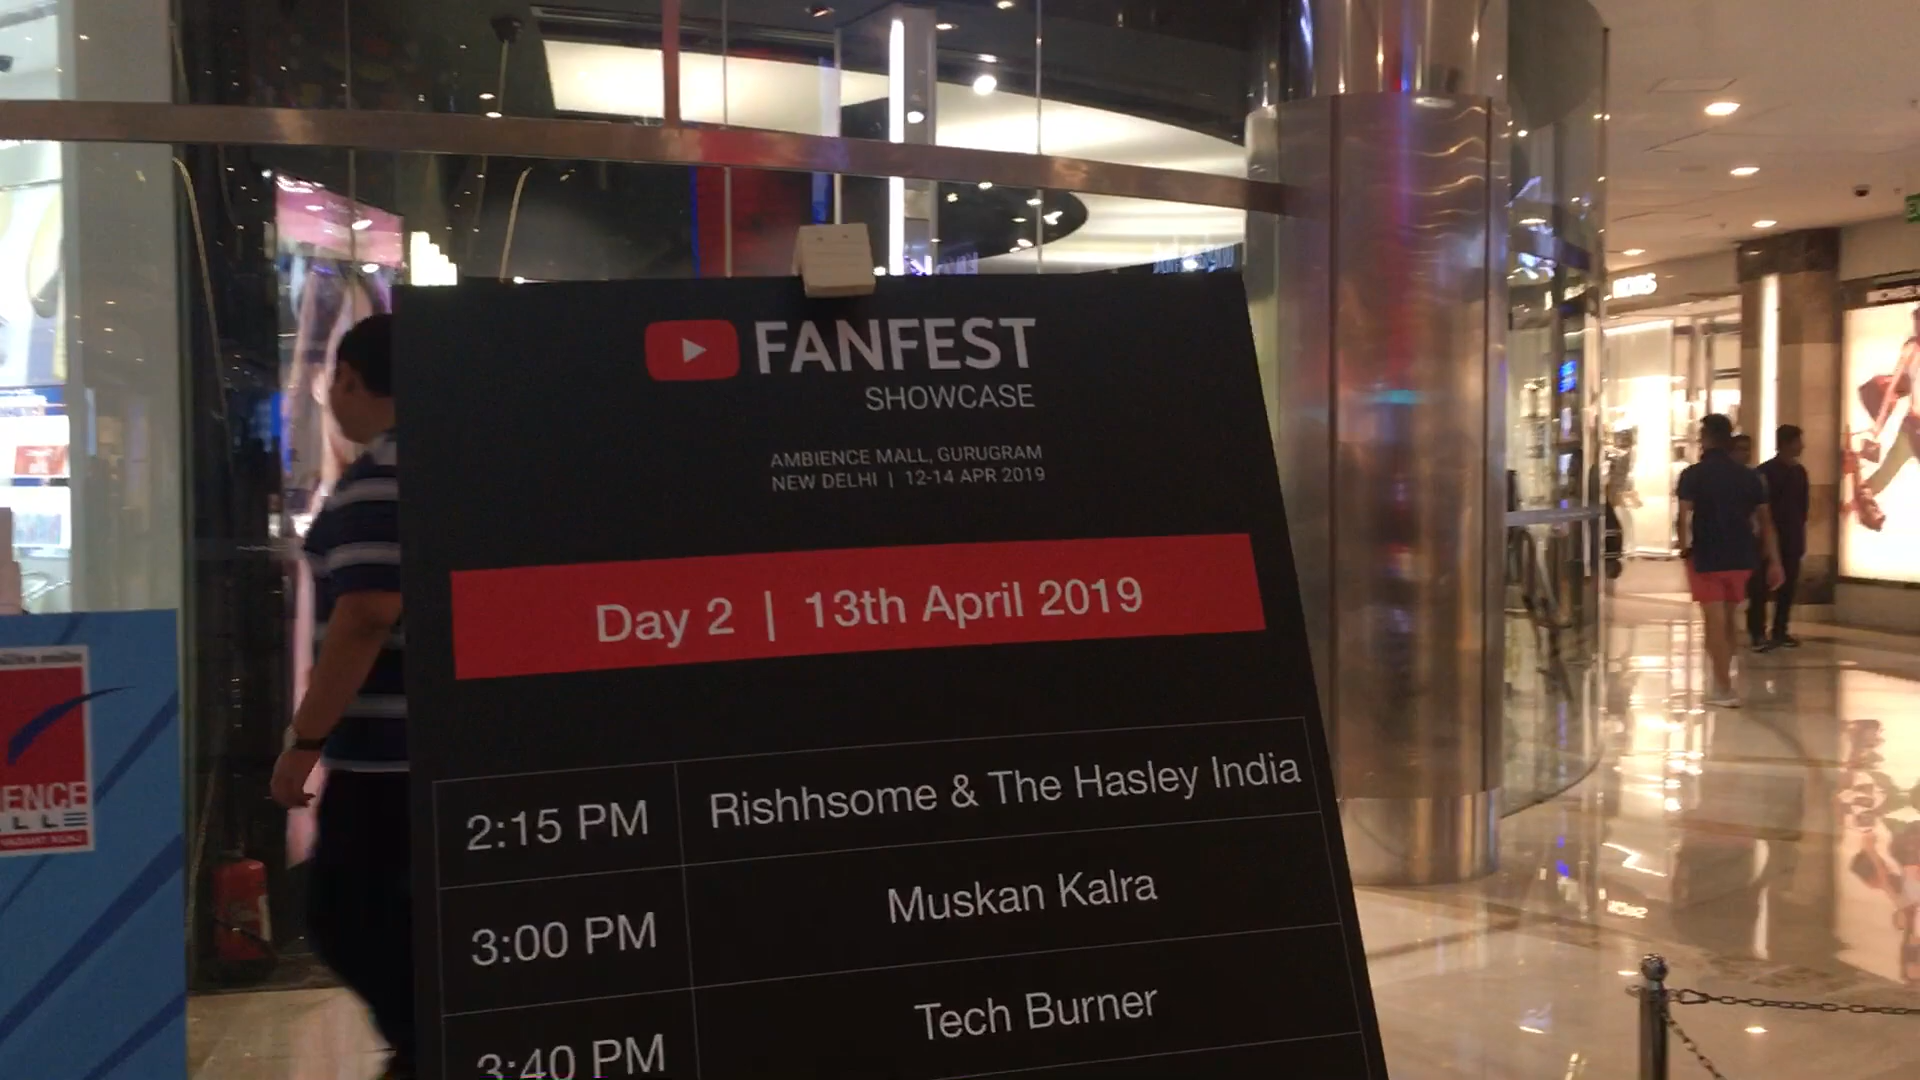 FANFEST
SHOWCASE
AMBIENCE MALL, GURUGRAM
NEW DELHI | 12-14 APR 2019
Day 2 | 13th April 2019
2:15 PM Rishhsome & The Hasley India
3:00 PM Muskan Kalra
3:40 PM Tech Burner
ENCE